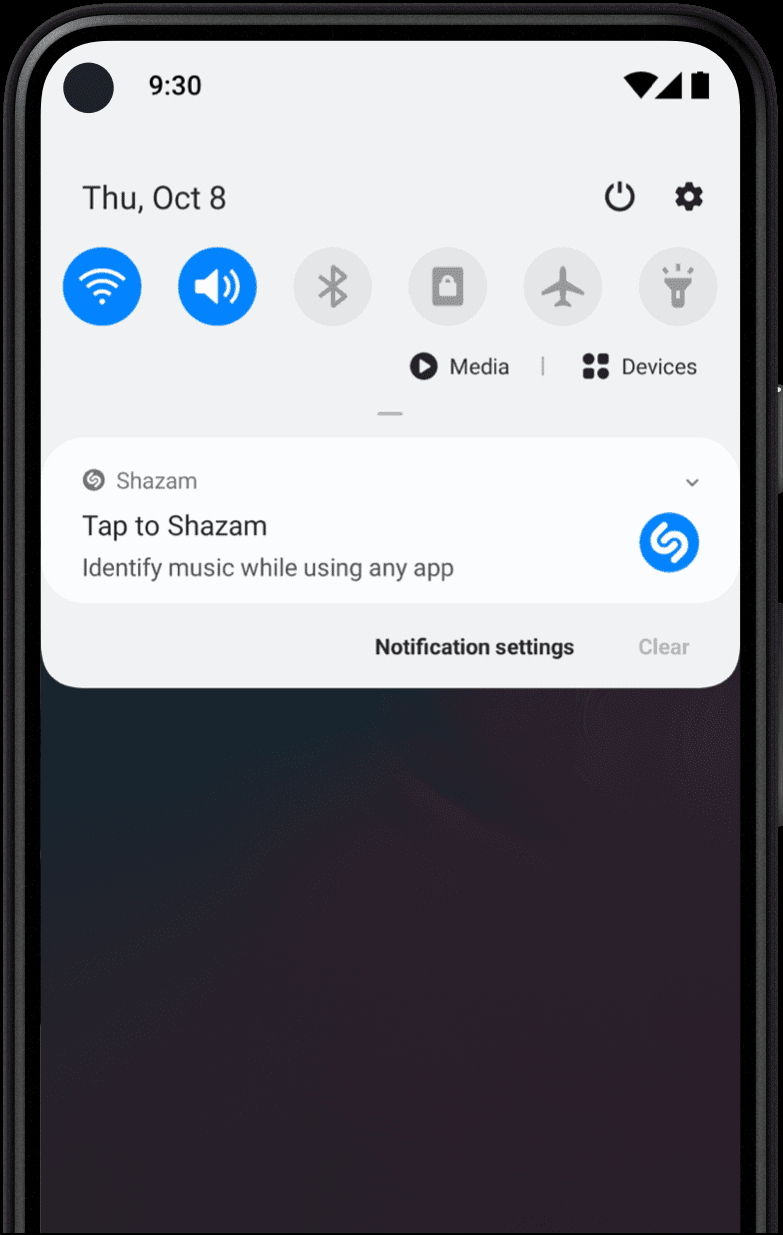 9:30
Thu, Oct 8
Media | Devices
Shazam
Tap to Shazam
Identify music while using any app
Notification settings Clear